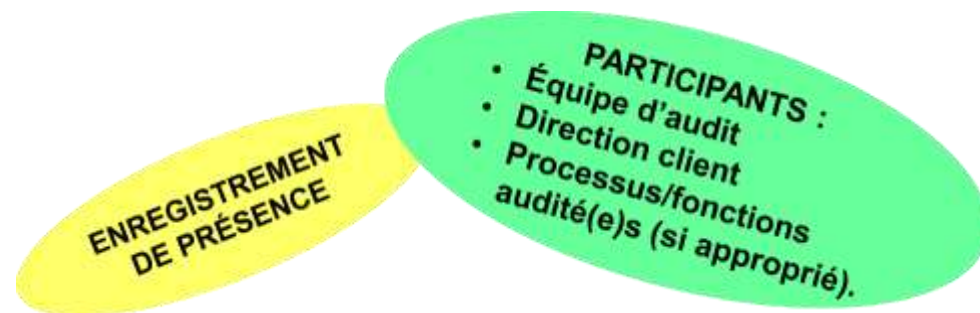 ENREGISTREMENT
DE PRÉSENCE
PARTICIPANTS :
• Équipe d’audit
• Direction client
• Processus/fonctions
audité(e)s (si approprié).